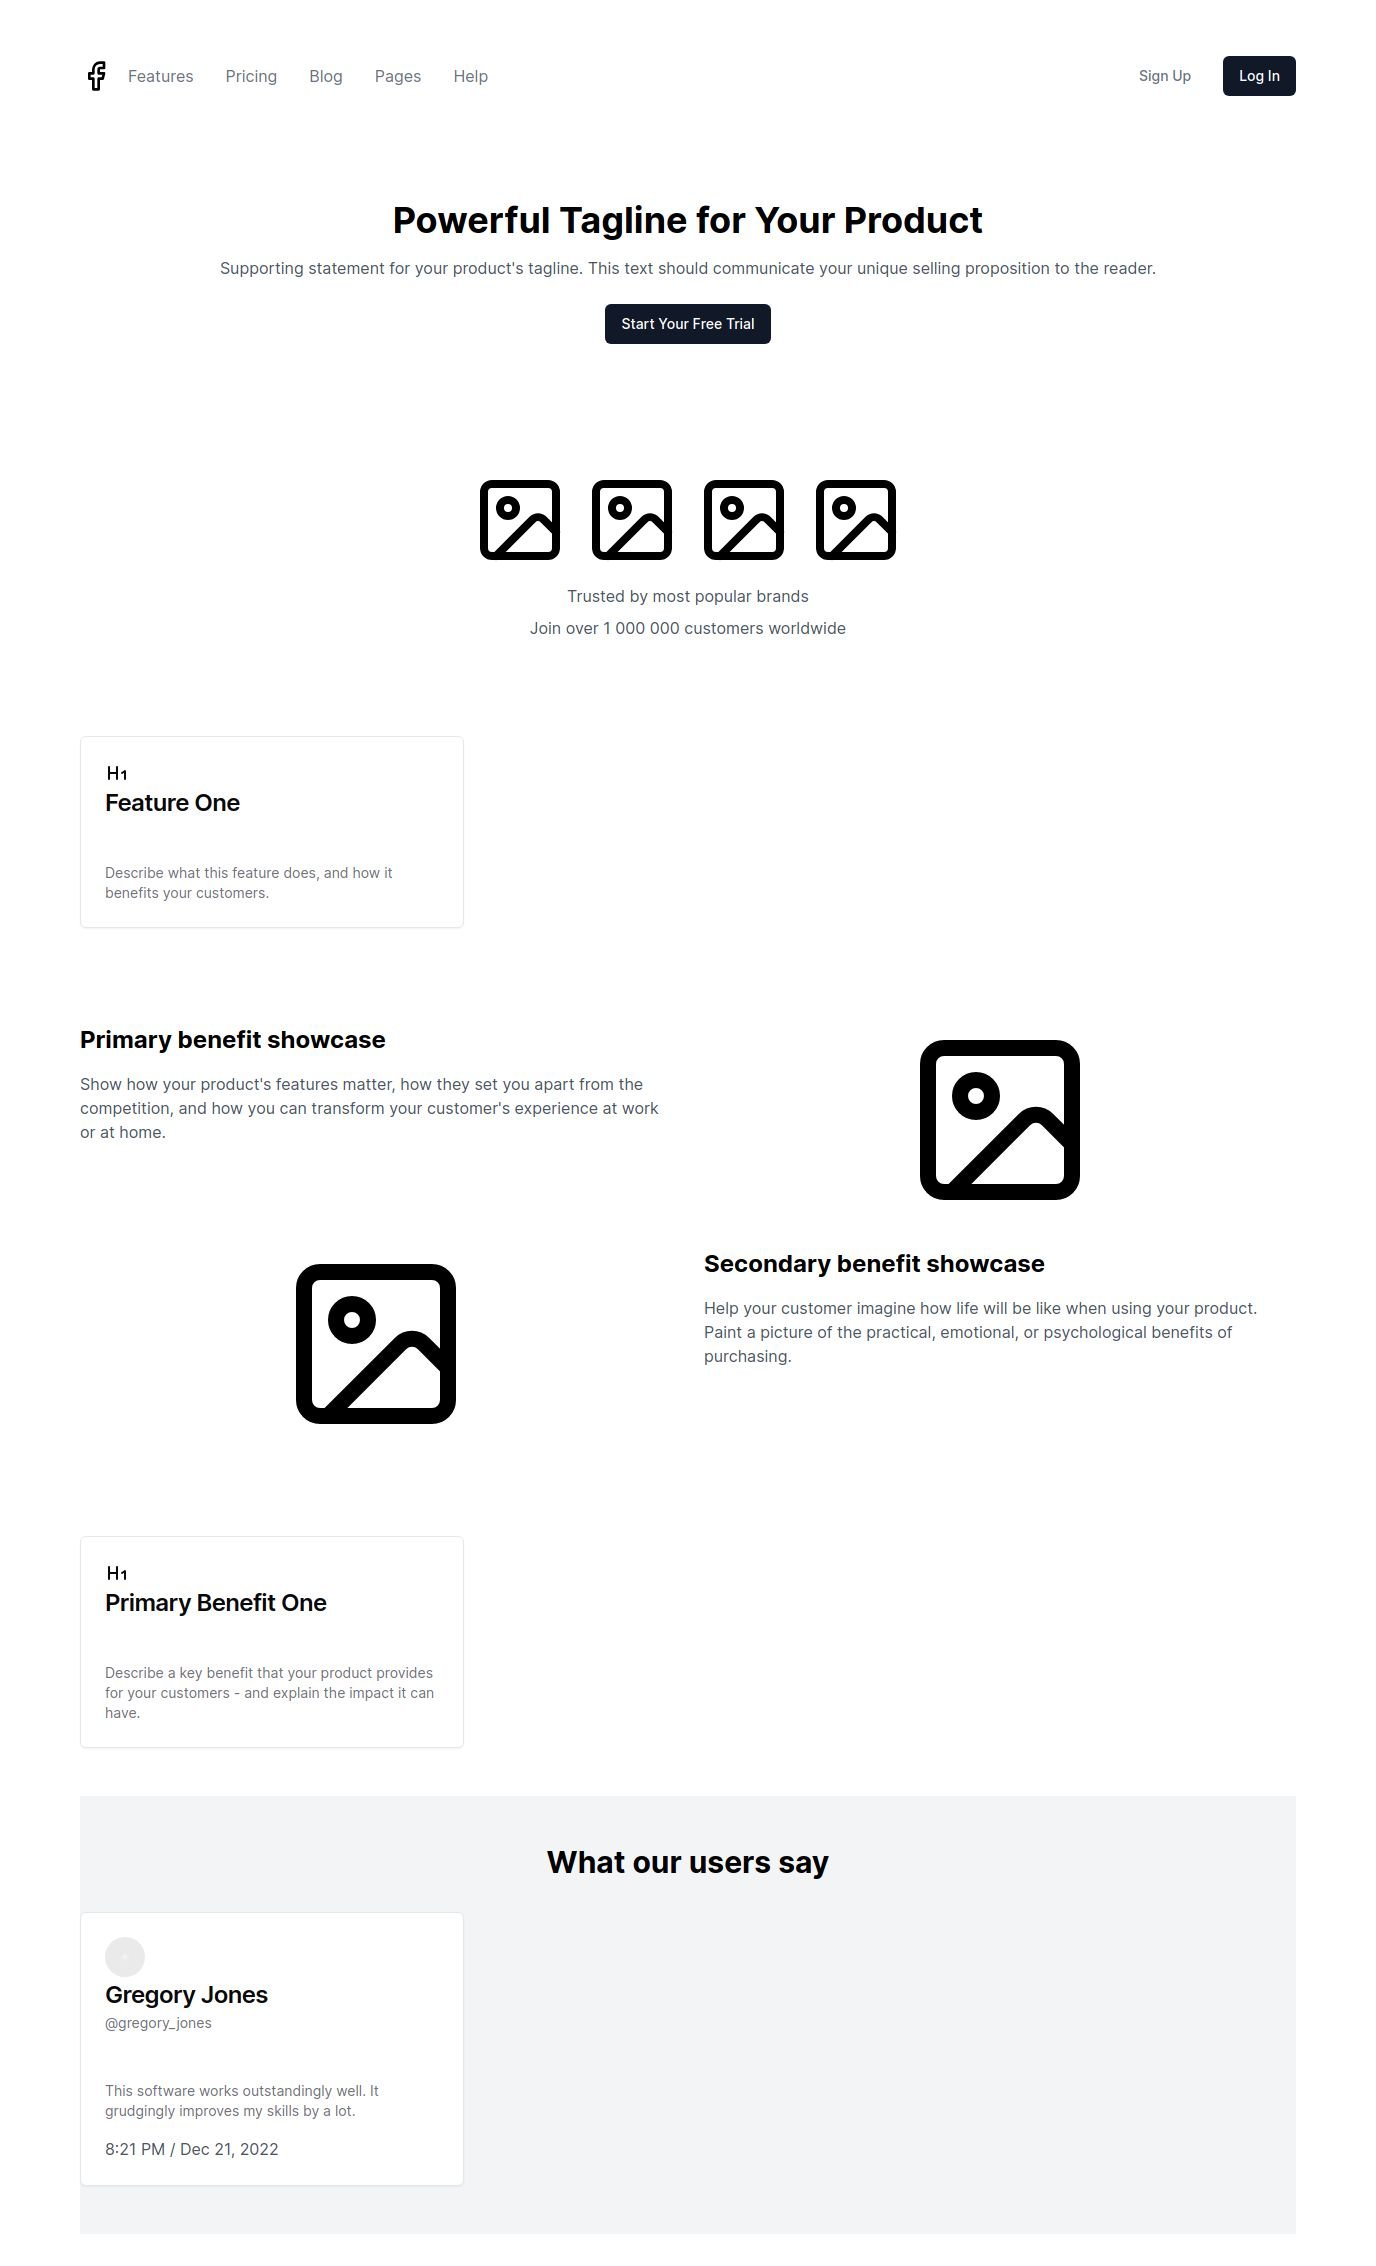 Features Pricing Blog Pages Help Sign Up Log In
Powerful Tagline for Your Product
Supporting statement for your product's tagline. This text should communicate your unique selling proposition to the reader.
Start Your Free Trial
Trusted by most popular brands
Join over 1 000 000 customers worldwide
H1
Feature One
Describe what this feature does, and how it
benefits your customers.
Primary benefit showcase
Show how your product's features matter, how they set you apart from the
competition, and how you can transform your customer's experience at work
or at home.
Secondary benefit showcase
Help your customer imagine how life will be like when using your product.
Paint a picture of the practical, emotional, or psychological benefits of
purchasing.
H1
Primary Benefit One
Describe a key benefit that your product provides
for your customers - and explain the impact it can
have.
What our users say
Gregory Jones
@gregory_jones
This software works outstandingly well. It
grudgingly improves my skills by a lot.
8:21 PM / Dec 21, 2022